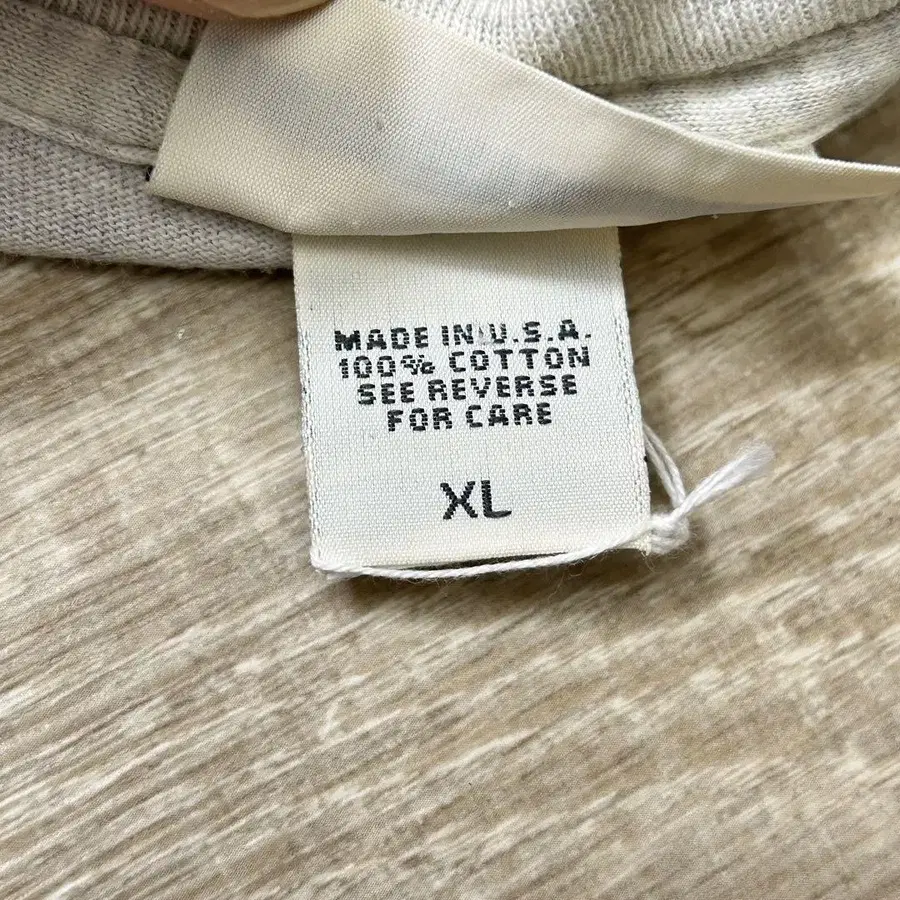 MADE IN U.S.A.
100% COTTON
SEE REVERSE
FOR CARE
XL